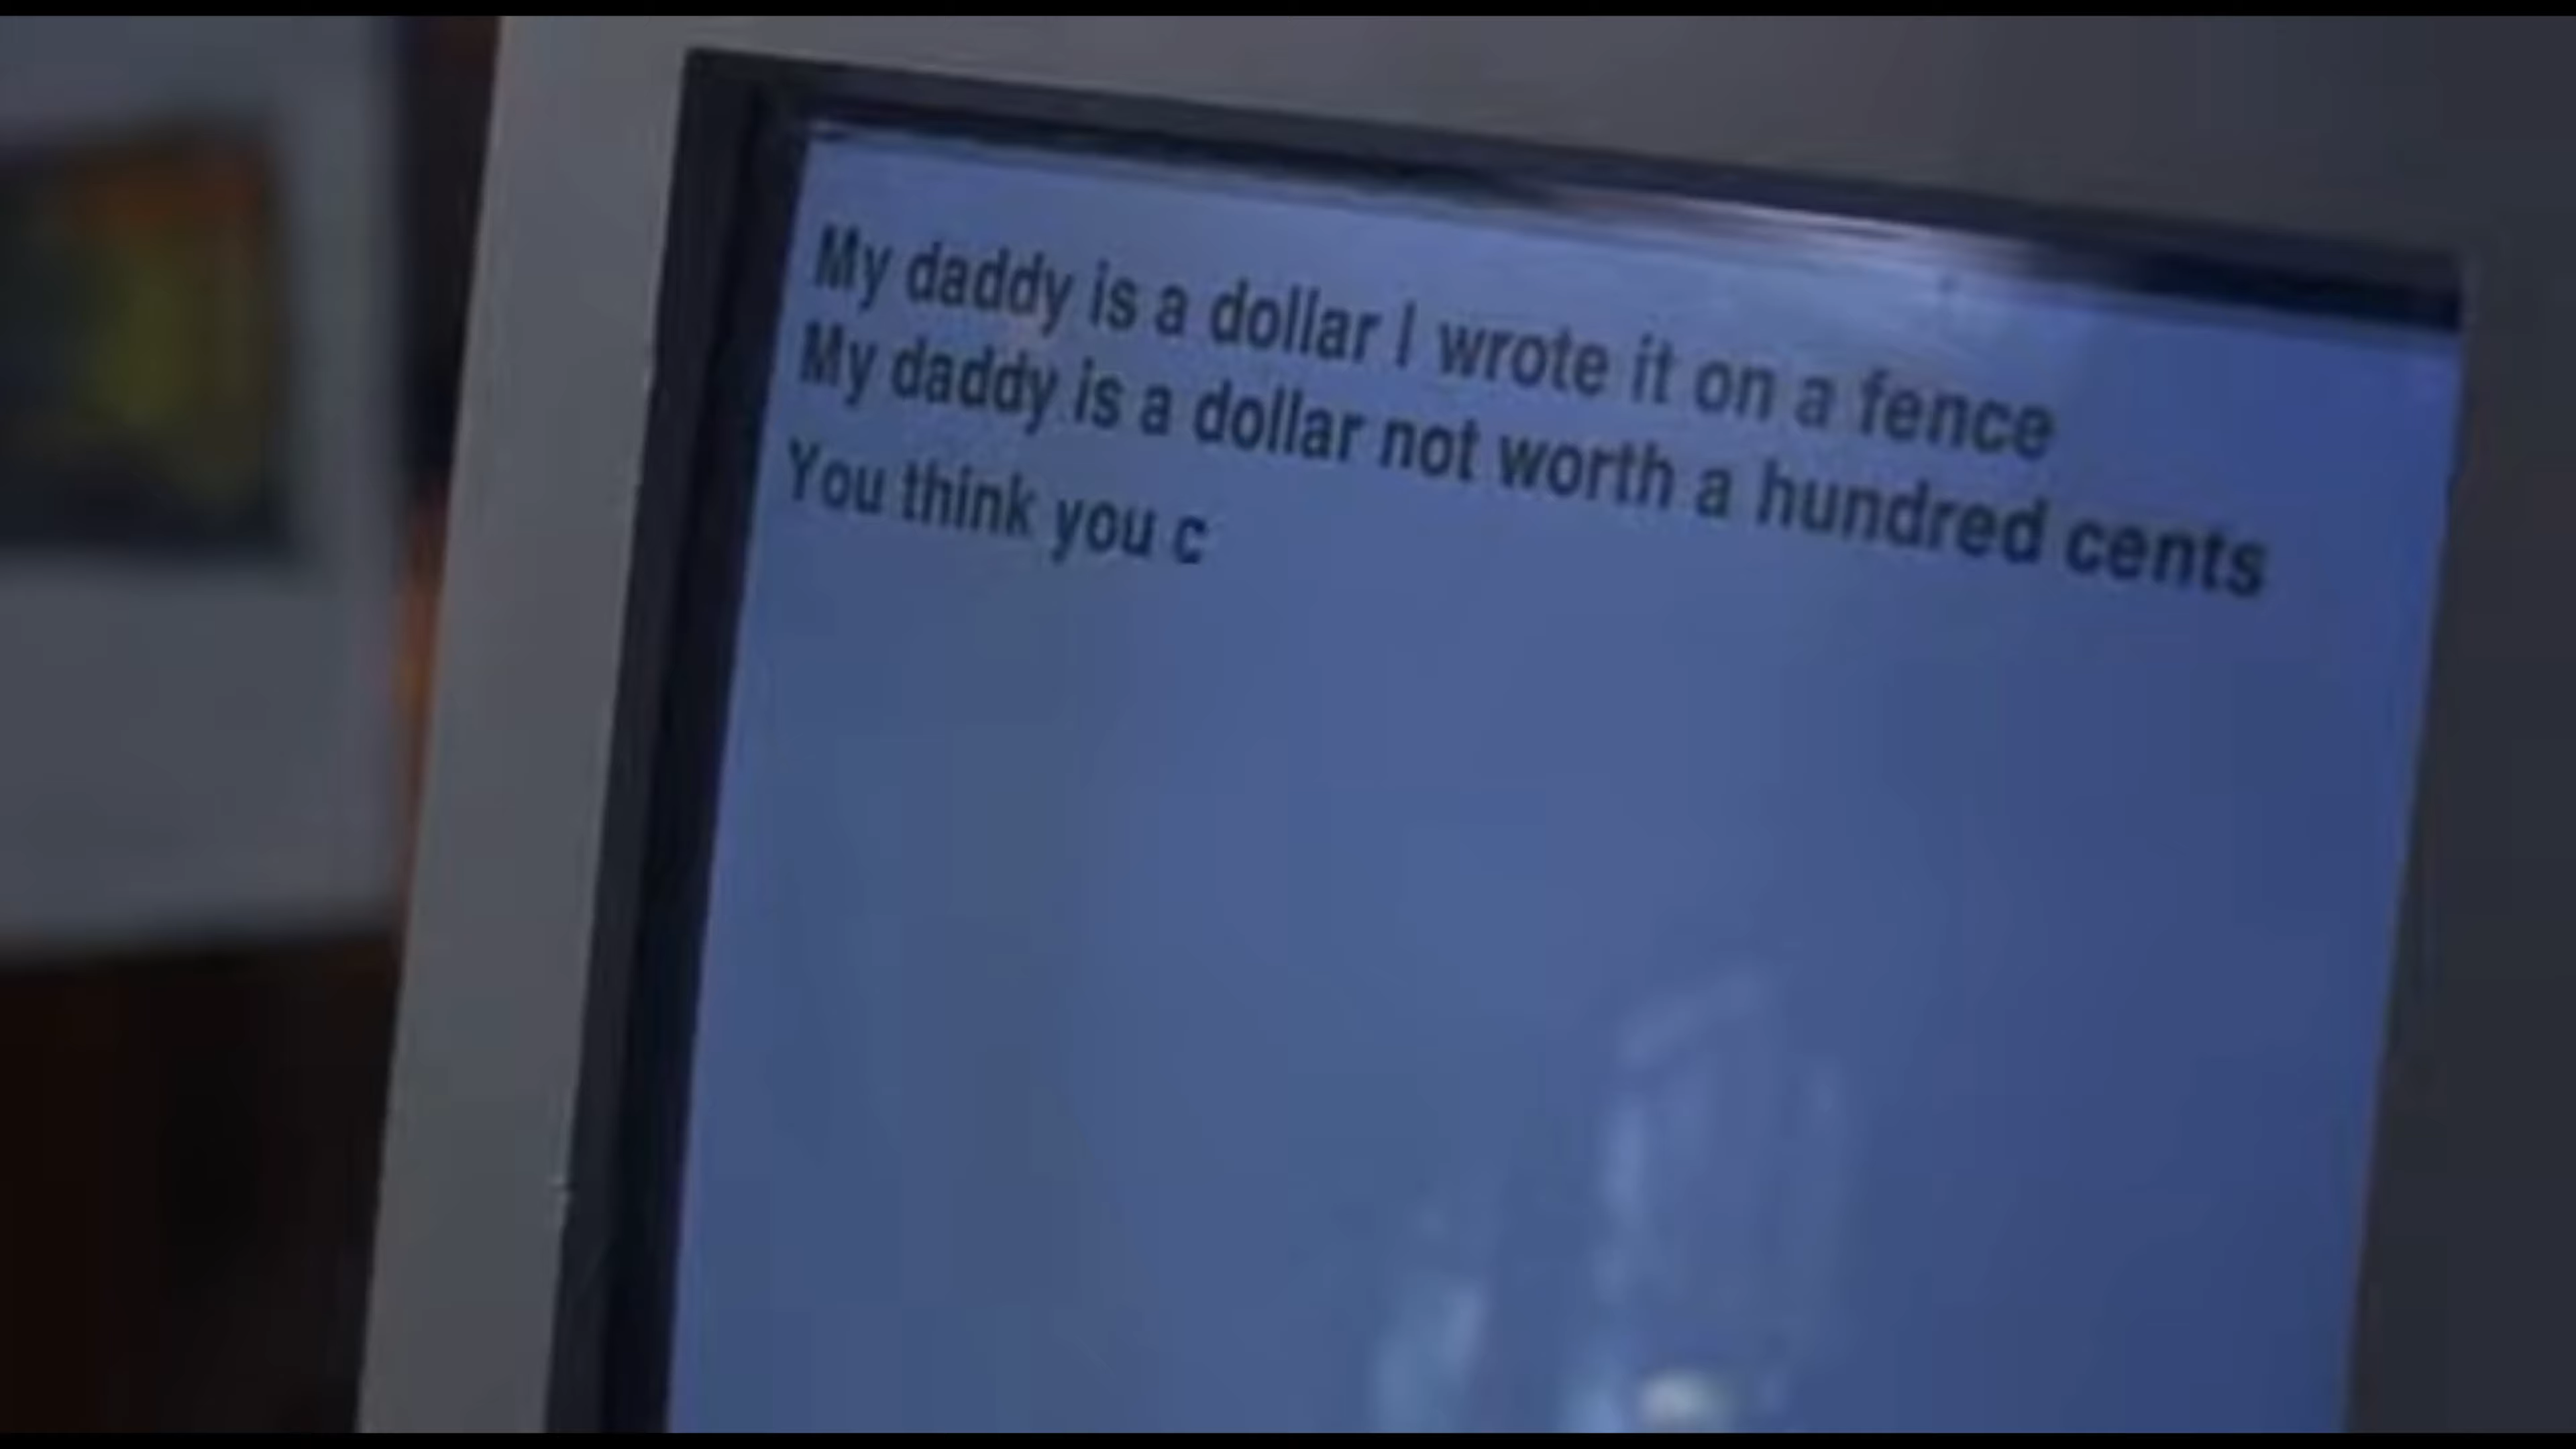 My daddy is a dollar I wrote it on a fence
My daddy is a dollar not worth a hundred cents
You think you c